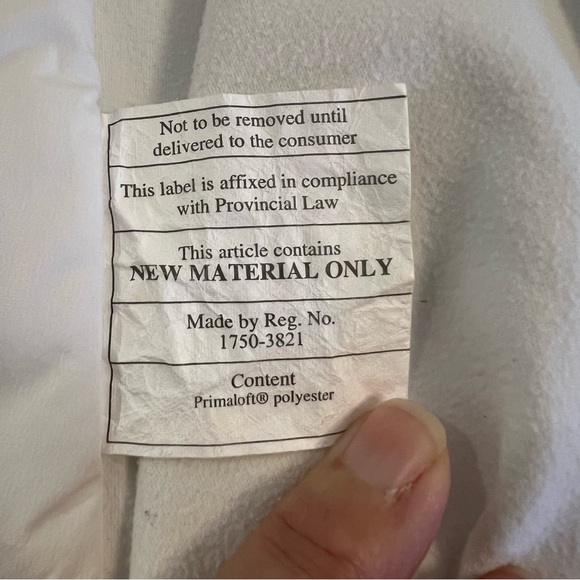 Not to be removed until
delivered to the consumer
This label is affixed in compliance
with Provincial Law
This article contains
NEW MATERIAL ONLY
Made by Reg. No.
1750-3821
Content
Primaloft® polyester